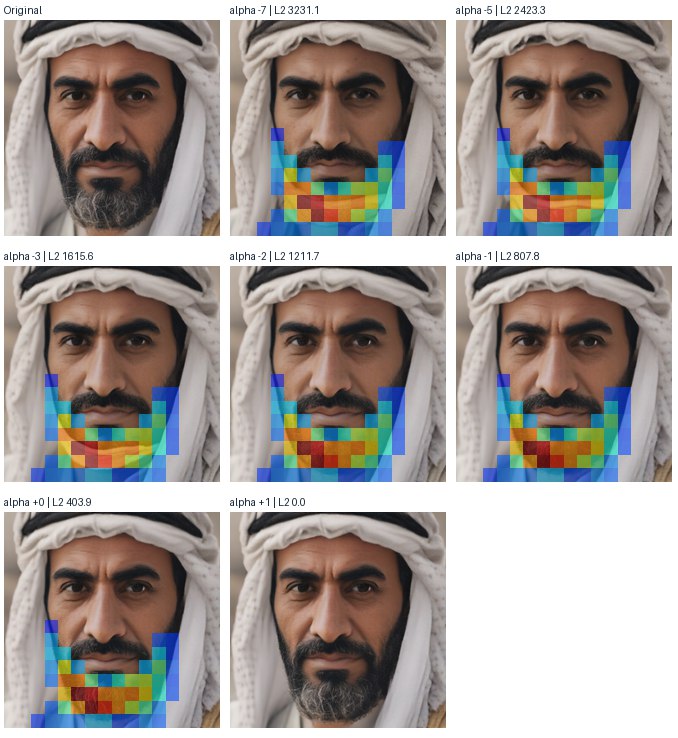 Original
alpha -7 | L2 3231.1
alpha -5 | L2 2423.3
alpha -3 | L2 1615.6
alpha -2 | L2 1211.7
alpha -1 | L2 807.8
alpha +0 | L2 403.9
alpha +1 | L2 0.0